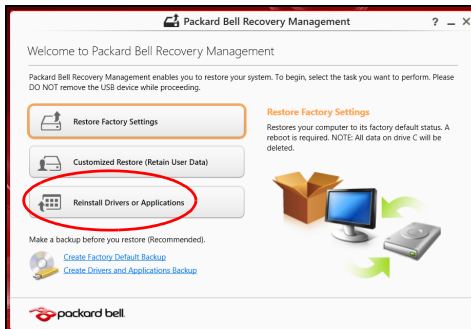 Packard Bell Recovery Management
? _ X
Welcome to Packard Bell Recovery Management
Packard Bell Recovery Management enables you to restore your system. To begin, select the task you want to perform. Please
DO NOT remove the USB device while proceeding.
Restore Factory Settings
Customized Restore (Retain User Data)
Reinstall Drivers or Applications
Restore Factory Settings
Restores your computer to its factory default status. A
reboot is required. NOTE: All data on drive C will be
deleted.
Make a backup before you restore (Recommended).
Create Factory Default Backup
Create Drivers and Applications Backup
packard bell